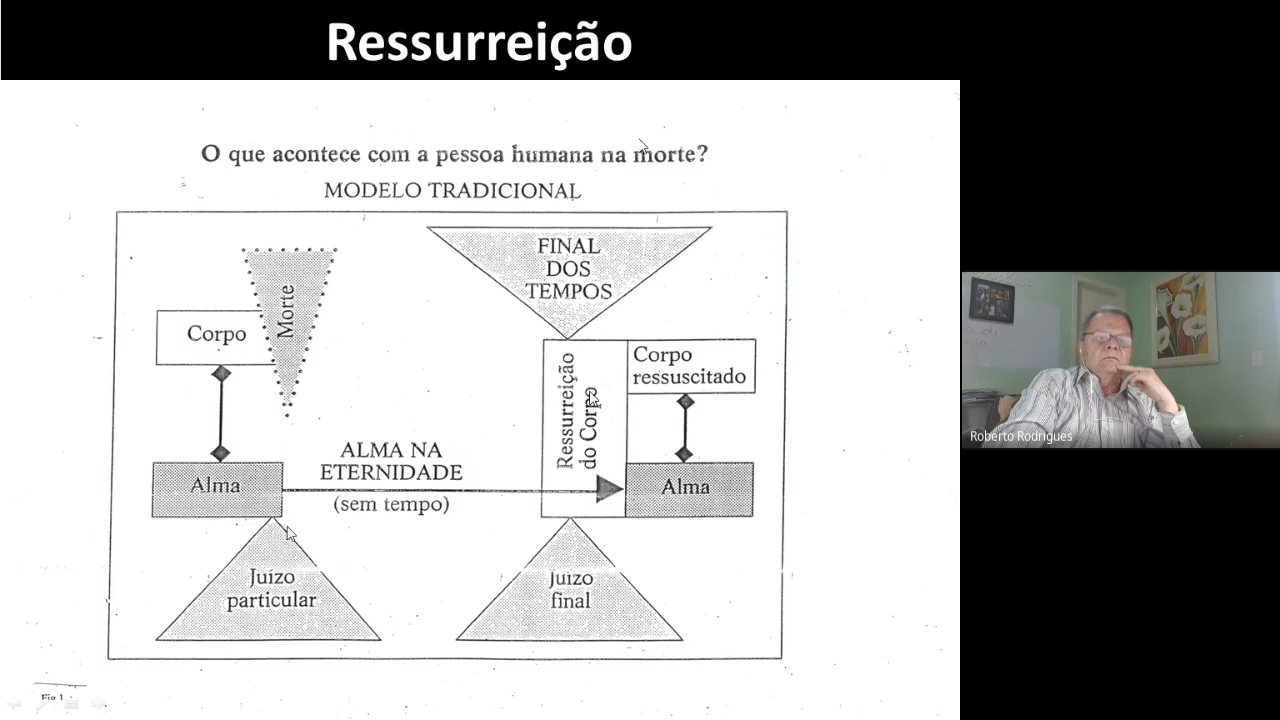 Ressurreição
O que acontece com a pessoa humana na morte?
MODELO TRADICIONAL
Morte
Corpo
FINAL
DOS
TEMPOS
Ressurreição
do Corpo
Corpo
ressuscitado
ALMA NA
ETERNIDADE
(sem tempo)
Alma
Alma
Juízo
particular
Juízo
final
Roberto Rodrigues
Fig 1